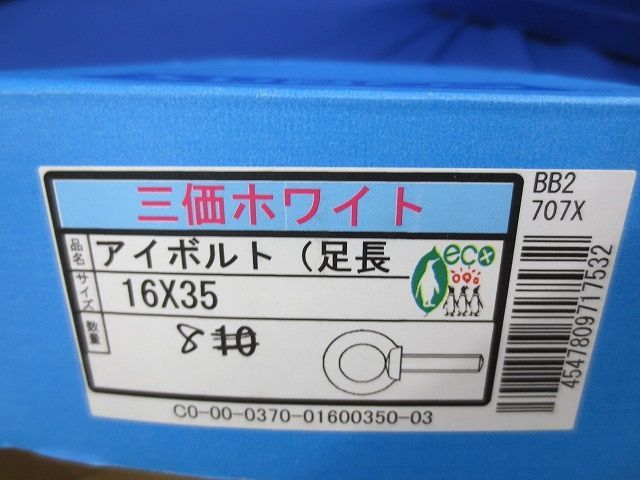 三価ホワイト
BB2
707X
品名 アイボルト（足長
eco
サイズ 16X35
数量 8 10
4547809717532
C0-00-0370-01600350-03